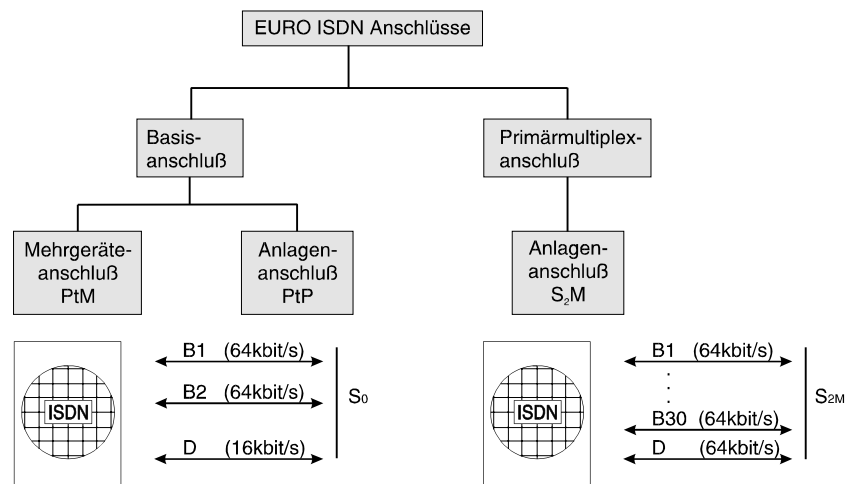 EURO ISDN Anschlüsse
Basis-
anschluß
Primärmultiplex-
anschluß
Mehrgeräte-
anschluß
PtM
Anlagen-
anschluß
PtP
Anlagen-
anschluß
S₂M
ISDN
B1 (64kbit/s)
B2 (64kbit/s)
D (16kbit/s)
S₀
ISDN
B1 (64kbit/s)
B30 (64kbit/s)
D (64kbit/s)
S2M